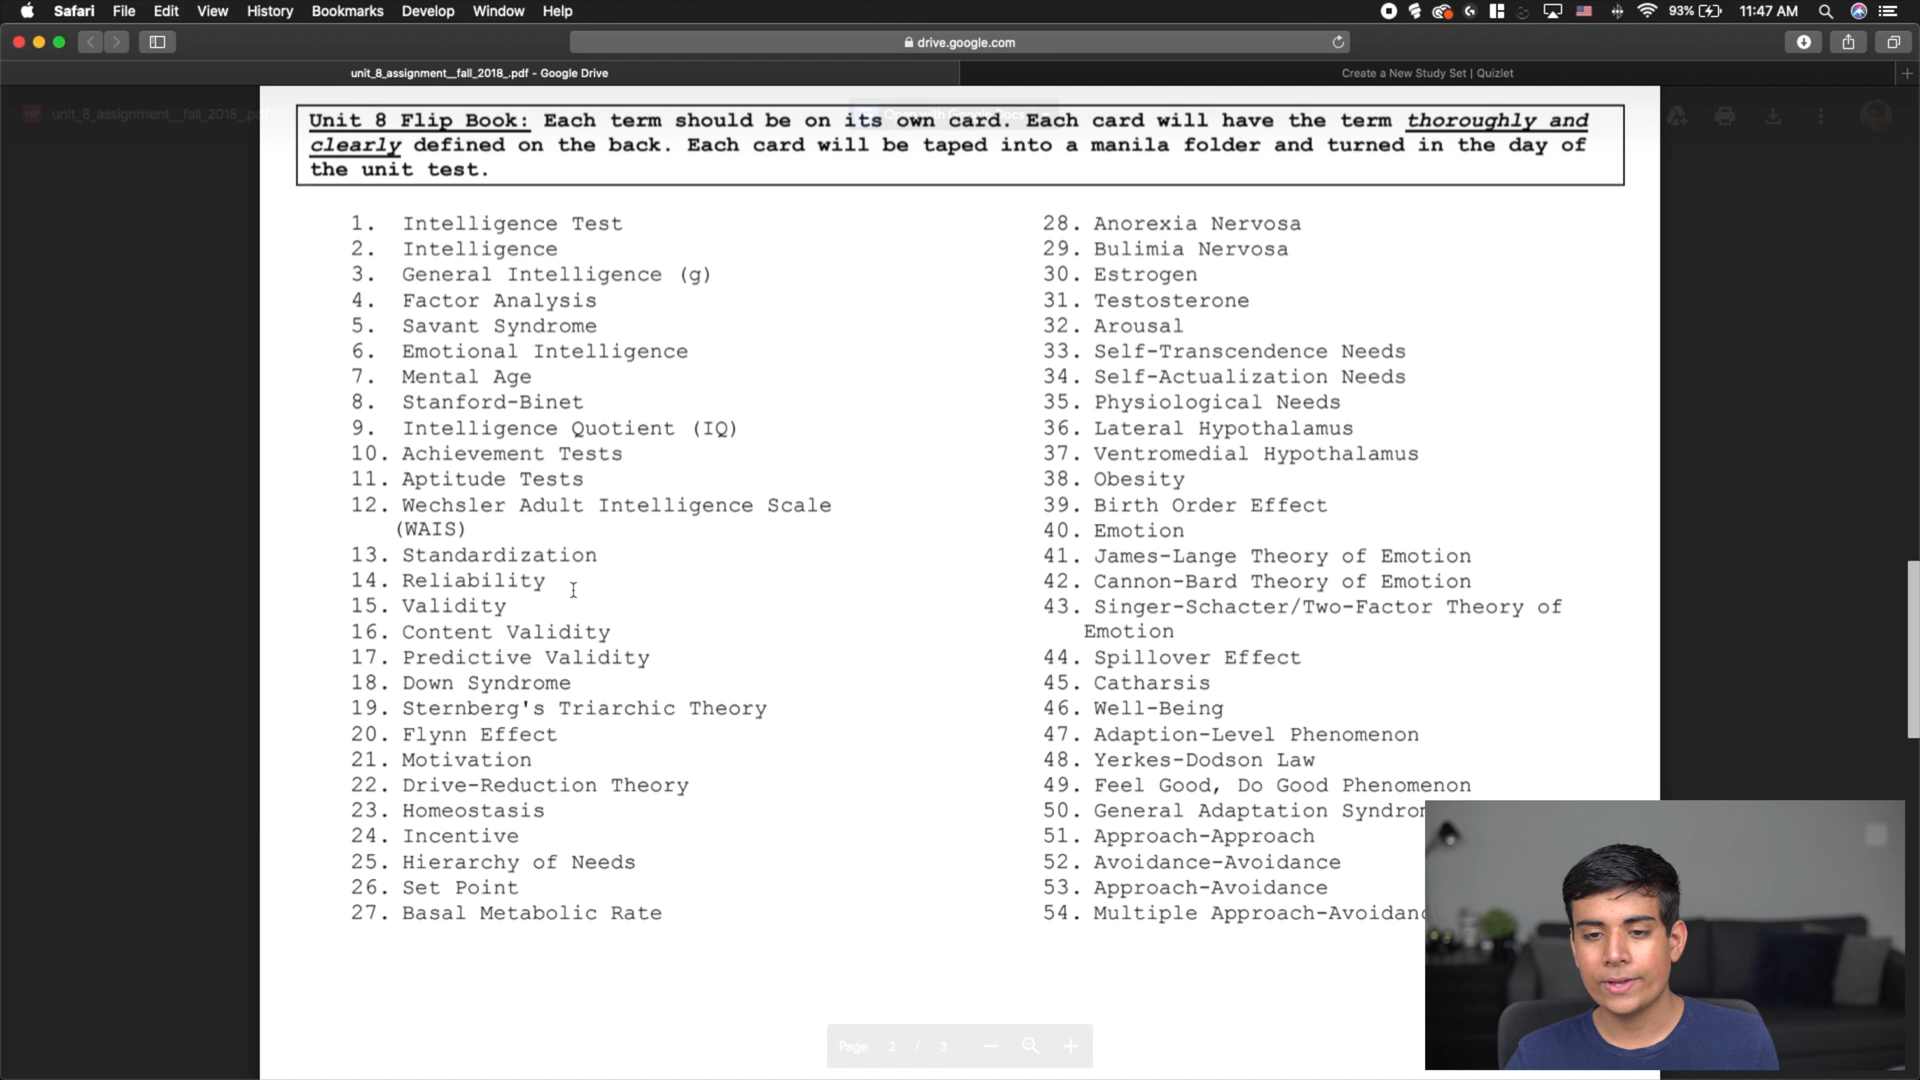 Safari File Edit View History Bookmarks Develop Window Help
93% 11:47 AM
drive.google.com
unit_8_assignment__fall_2018_.pdf - Google Drive
Create a New Study Set | Quizlet
unit_8_assignment__fall_2018_.pdf
Unit 8 Flip Book: Each term should be on its own card. Each card will have the term thoroughly and
clearly defined on the back. Each card will be taped into a manila folder and turned in the day of
the unit test.
1. Intelligence Test
2. Intelligence
3. General Intelligence (g)
4. Factor Analysis
5. Savant Syndrome
6. Emotional Intelligence
7. Mental Age
8. Stanford-Binet
9. Intelligence Quotient (IQ)
10. Achievement Tests
11. Aptitude Tests
12. Wechsler Adult Intelligence Scale
(WAIS)
13. Standardization
14. Reliability
15. Validity
16. Content Validity
17. Predictive Validity
18. Down Syndrome
19. Sternberg's Triarchic Theory
20. Flynn Effect
21. Motivation
22. Drive-Reduction Theory
23. Homeostasis
24. Incentive
25. Hierarchy of Needs
26. Set Point
27. Basal Metabolic Rate
28. Anorexia Nervosa
29. Bulimia Nervosa
30. Estrogen
31. Testosterone
32. Arousal
33. Self-Transcendence Needs
34. Self-Actualization Needs
35. Physiological Needs
36. Lateral Hypothalamus
37. Ventromedial Hypothalamus
38. Obesity
39. Birth Order Effect
40. Emotion
41. James-Lange Theory of Emotion
42. Cannon-Bard Theory of Emotion
43. Singer-Schacter/Two-Factor Theory of
Emotion
44. Spillover Effect
45. Catharsis
46. Well-Being
47. Adaption-Level Phenomenon
48. Yerkes-Dodson Law
49. Feel Good, Do Good Phenomenon
50. General Adaptation Syndrom
51. Approach-Approach
52. Avoidance-Avoidance
53. Approach-Avoidance
54. Multiple Approach-Avoidanc
Page 2 / 3